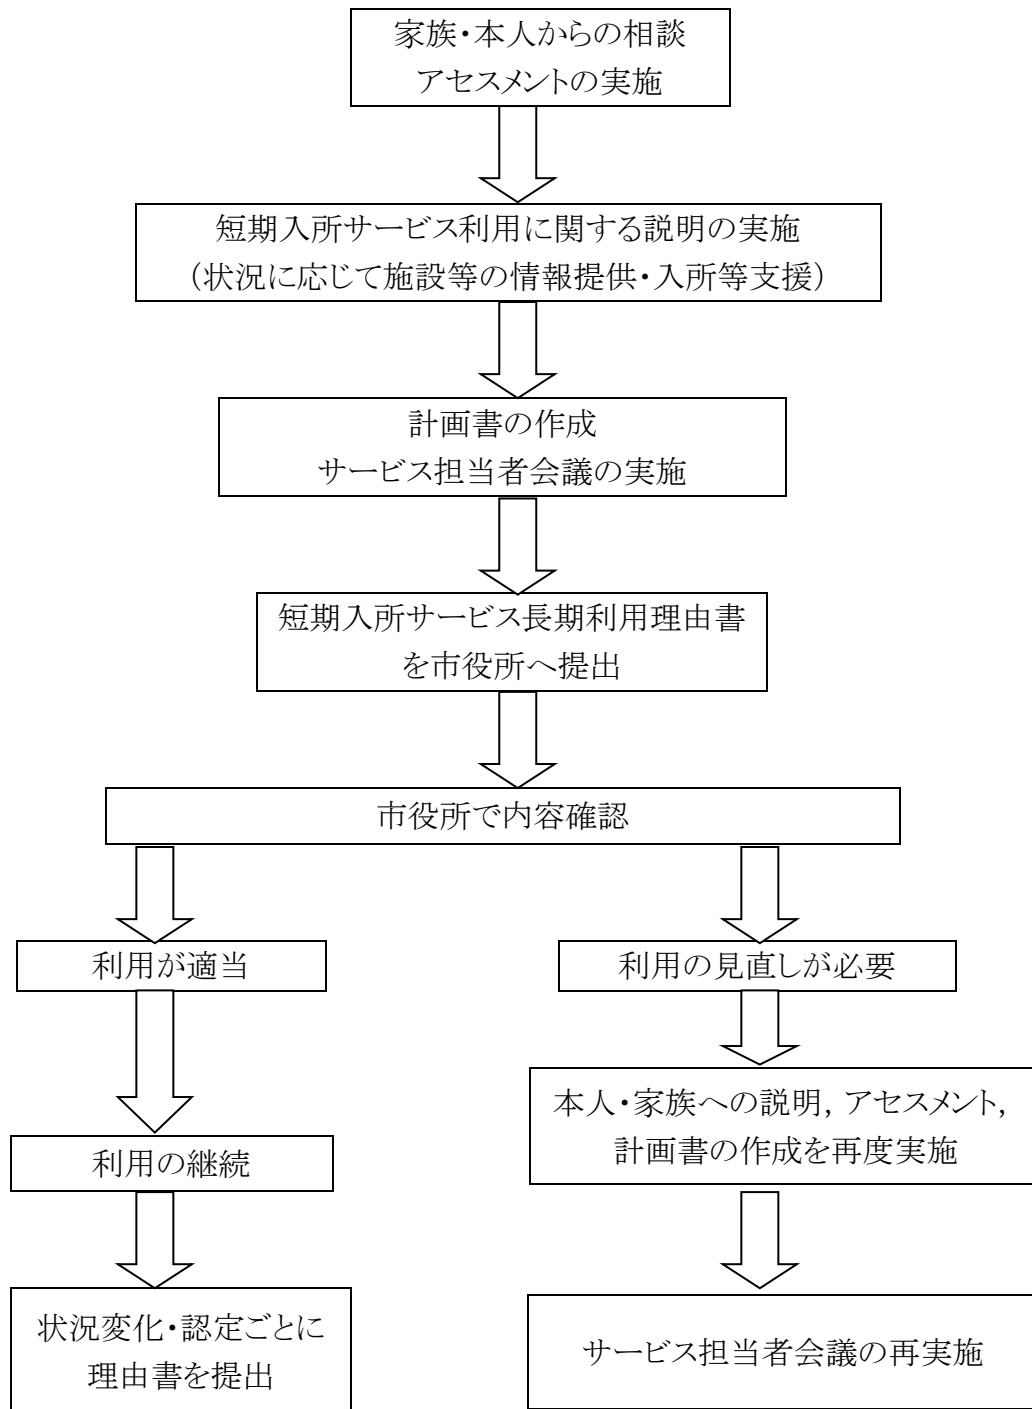 家族・本人からの相談
アセスメントの実施
短期入所サービス利用に関する説明の実施
（状況に応じて施設等の情報提供・入所等支援）
計画書の作成
サービス担当者会議の実施
短期入所サービス長期利用理由書
を市役所へ提出
市役所で内容確認
利用が適当
利用の継続
状況変化・認定ごとに
理由書を提出
利用の見直しが必要
本人・家族への説明，アセスメント，
計画書の作成を再度実施
サービス担当者会議の再実施